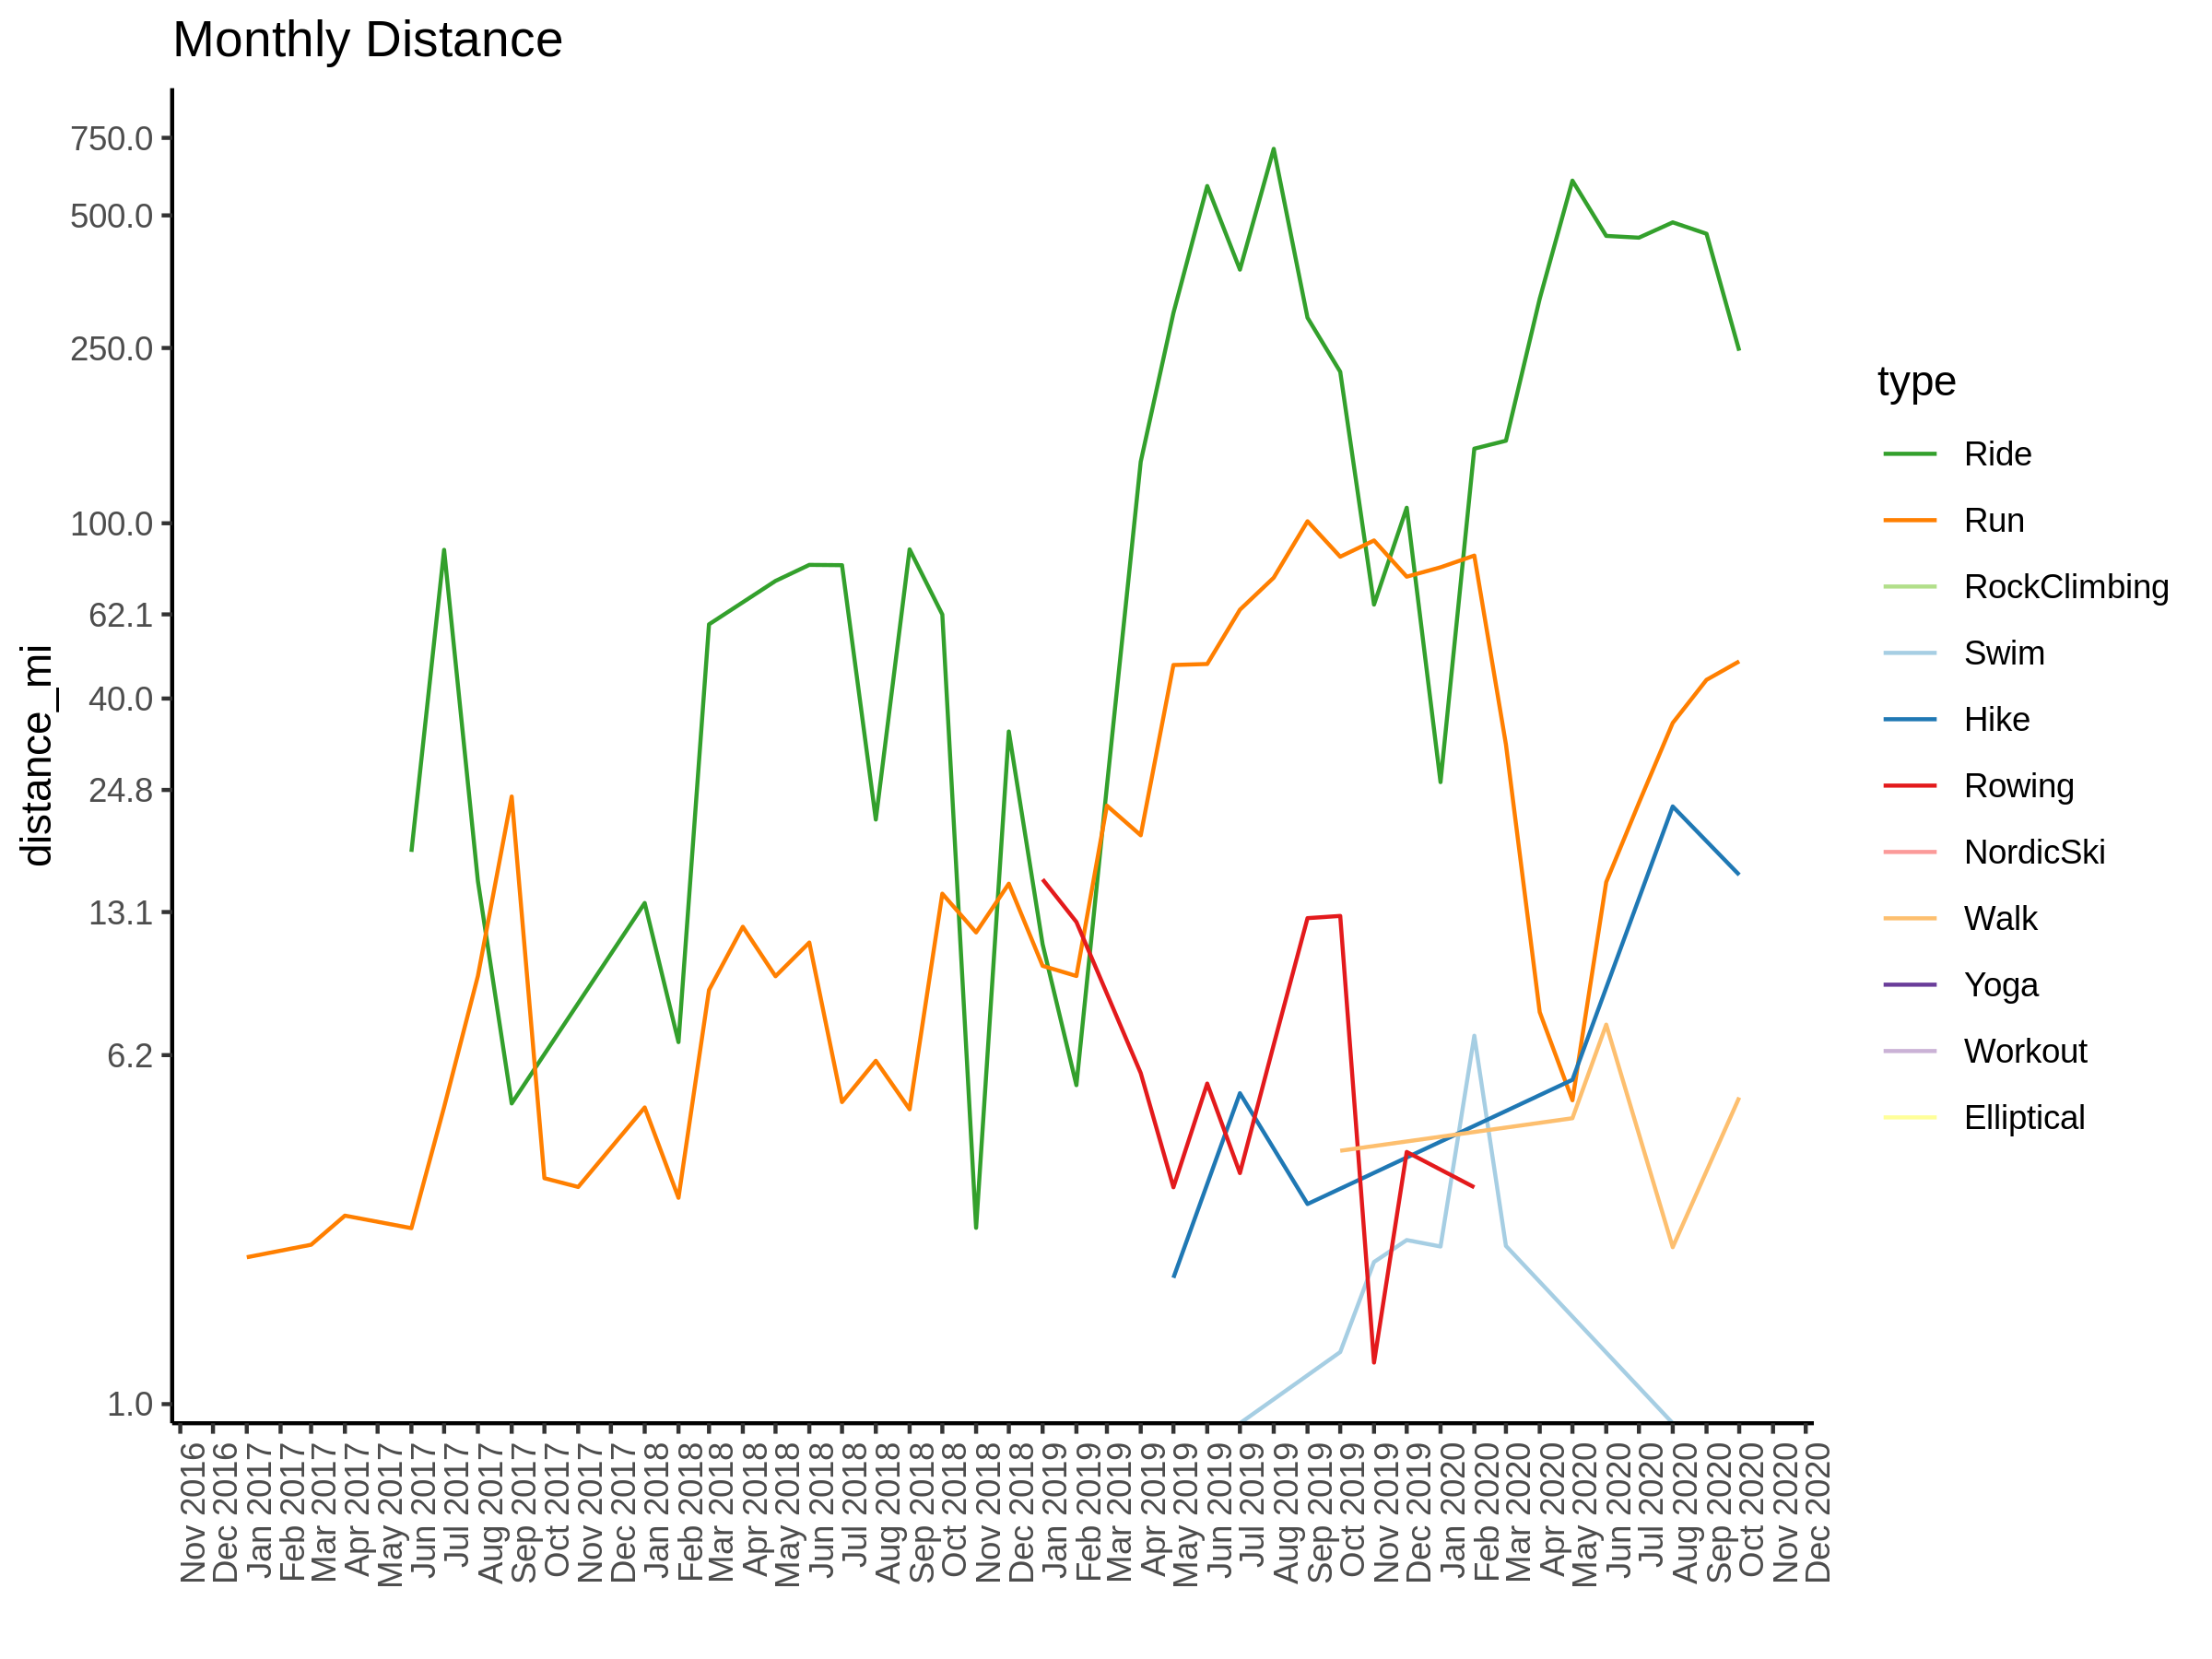 Monthly Distance
distance_mi
750.0
500.0
250.0
100.0
62.1
40.0
24.8
13.1
6.2
1.0
Nov 2016
Dec 2016
Jan 2017
Feb 2017
Mar 2017
Apr 2017
May 2017
Jun 2017
Jul 2017
Aug 2017
Sep 2017
Oct 2017
Nov 2017
Dec 2017
Jan 2018
Feb 2018
Mar 2018
Apr 2018
May 2018
Jun 2018
Jul 2018
Aug 2018
Sep 2018
Oct 2018
Nov 2018
Dec 2018
Jan 2019
Feb 2019
Mar 2019
Apr 2019
May 2019
Jun 2019
Jul 2019
Aug 2019
Sep 2019
Oct 2019
Nov 2019
Dec 2019
Jan 2020
Feb 2020
Mar 2020
Apr 2020
May 2020
Jun 2020
Jul 2020
Aug 2020
Sep 2020
Oct 2020
Nov 2020
Dec 2020
type
Ride
Run
RockClimbing
Swim
Hike
Rowing
NordicSki
Walk
Yoga
Workout
Elliptical